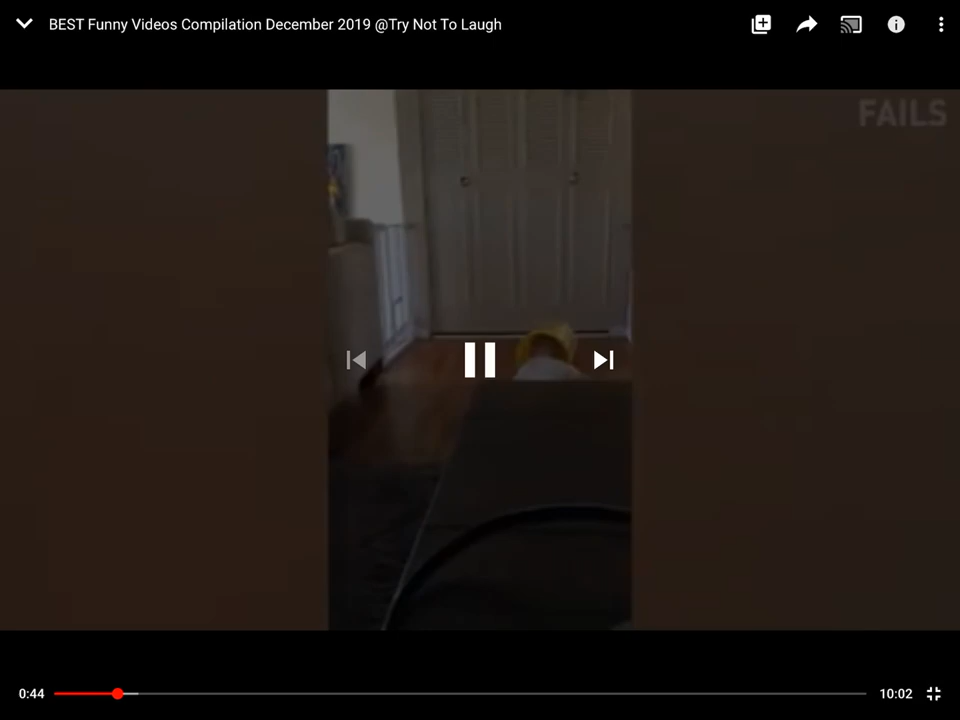 BEST Funny Videos Compilation December 2019 @Try Not To Laugh
FAILS
0:44
10:02